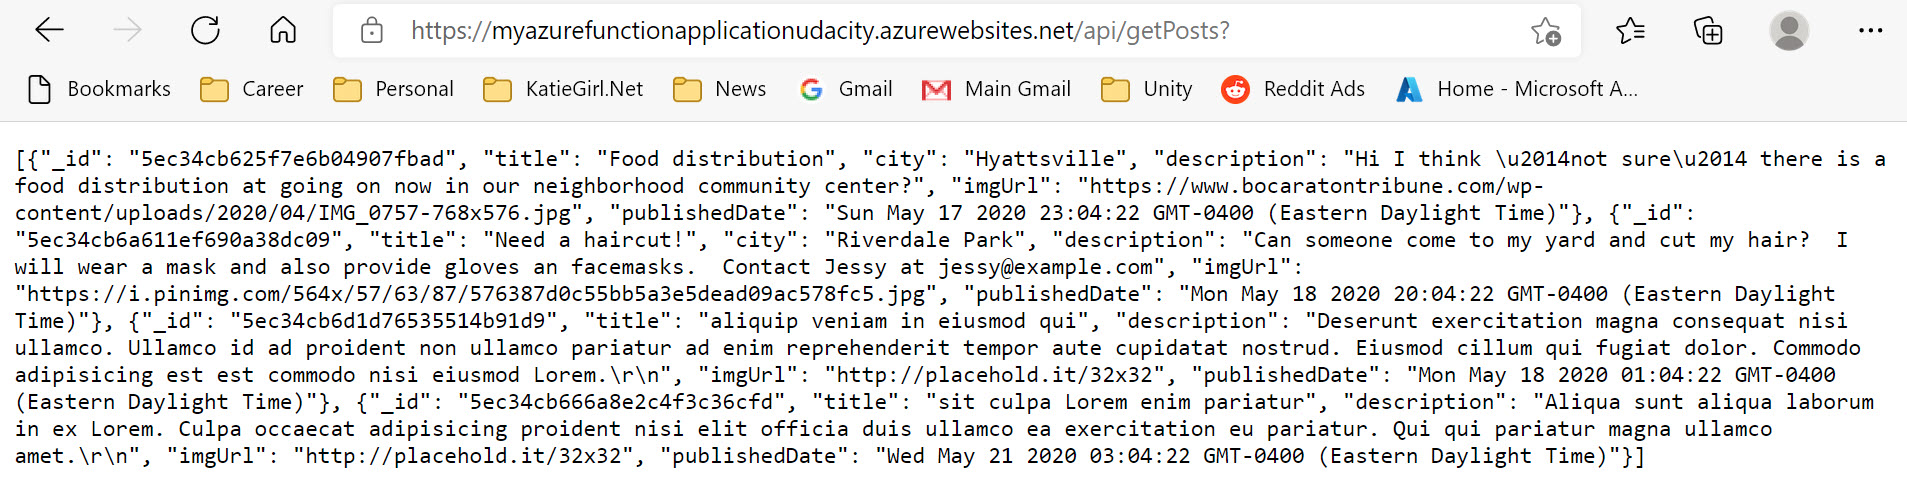 https://myazurefunctionapplicationudacity.azurewebsites.net/api/getPosts?
Bookmarks Career Personal KatieGirl.Net News Gmail Main Gmail Unity Reddit Ads Home - Microsoft A...
[{"_id": "5ec34cb625f7e6b04907fbad", "title": "Food distribution", "city": "Hyattsville", "description": "Hi I think \u2014not sure\u2014 there is a
food distribution at going on now in our neighborhood community center?", "imgUrl": "https://www.bocaratontribune.com/wp-
content/uploads/2020/04/IMG_0757-768x576.jpg", "publishedDate": "Sun May 17 2020 23:04:22 GMT-0400 (Eastern Daylight Time)"}, {"_id":
"5ec34cb6a611ef690a38dc09", "title": "Need a haircut!", "city": "Riverdale Park", "description": "Can someone come to my yard and cut my hair?  I
will wear a mask and also provide gloves an facemasks.  Contact Jessy at jessy@example.com", "imgUrl":
"https://i.pinimg.com/564x/57/63/87/576387d0c55bb5a3e5dead09ac578fc5.jpg", "publishedDate": "Mon May 18 2020 20:04:22 GMT-0400 (Eastern Daylight
Time)"}, {"_id": "5ec34cb6d1d76535514b91d9", "title": "aliquip veniam in eiusmod qui", "description": "Deserunt exercitation magna consequat nisi
ullamco. Ullamco id ad proident non ullamco pariatur ad enim reprehenderit tempor aute cupidatat nostrud. Eiusmod cillum qui fugiat dolor. Commodo
adipisicing est est commodo nisi eiusmod Lorem.\r\n", "imgUrl": "http://placehold.it/32x32", "publishedDate": "Mon May 18 2020 01:04:22 GMT-0400
(Eastern Daylight Time)"}, {"_id": "5ec34cb666a8e2c4f3c36cfd", "title": "sit culpa Lorem enim pariatur", "description": "Aliqua sunt aliqua laborum
in ex Lorem. Culpa occaecat adipisicing proident nisi elit officia duis ullamco ea exercitation eu pariatur. Qui qui pariatur magna ullamco
amet.\r\n", "imgUrl": "http://placehold.it/32x32", "publishedDate": "Wed May 21 2020 03:04:22 GMT-0400 (Eastern Daylight Time)"}]